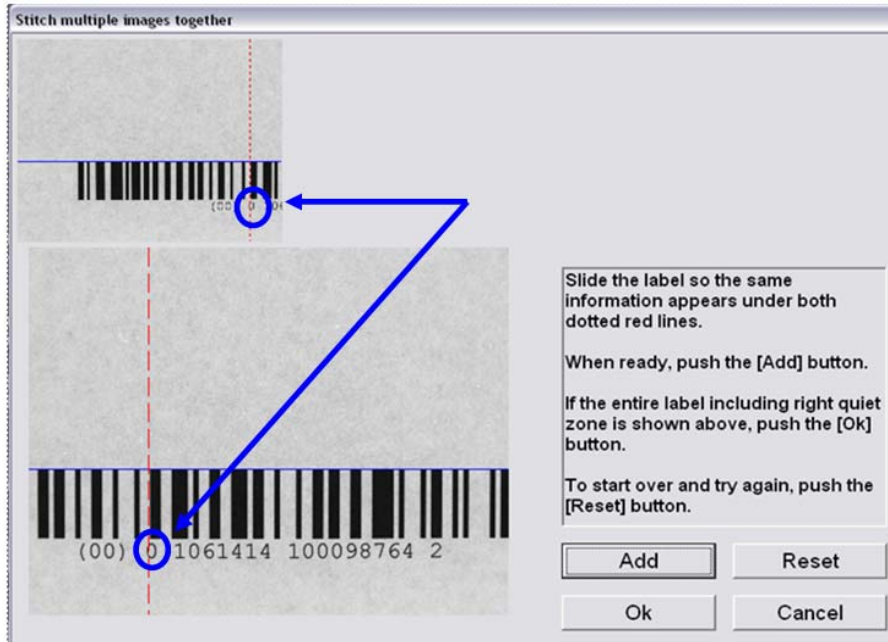 Stitch multiple images together
(00) 0 106
(00) 0 1061414 100098764 2
Slide the label so the same
information appears under both
dotted red lines.
When ready, push the [Add] button.
If the entire label including right quiet
zone is shown above, push the [Ok]
button.
To start over and try again, push the
[Reset] button.
Add
Reset
Ok
Cancel